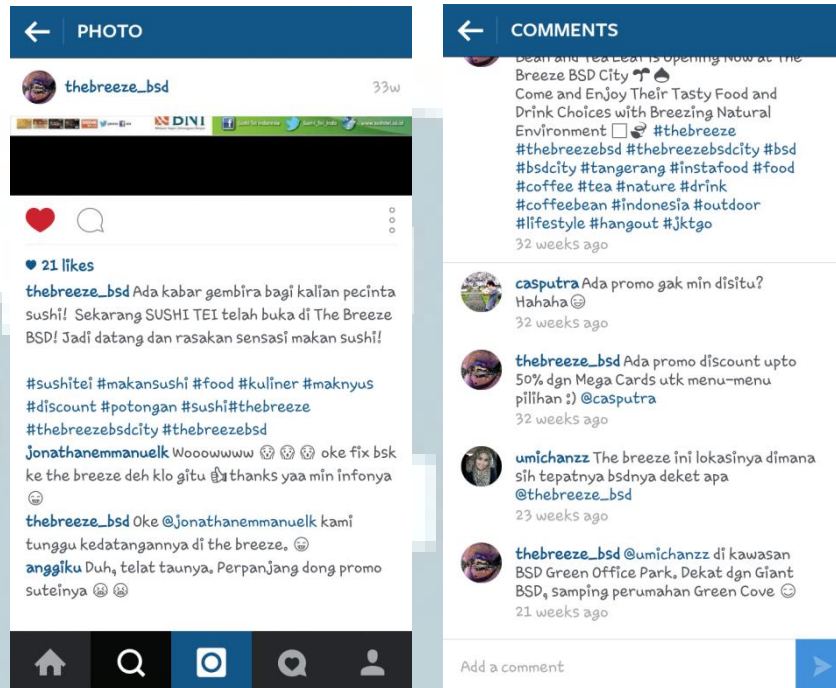 PHOTO
thebreeze_bsd
33w
BNI
21 likes
thebreeze_bsd Ada kabar gembira bagi kalian pecinta
sushi! Sekarang SUSHI TEI telah buka di The Breeze
BSD! Jadi datang dan rasakan sensasi makan sushi!
#sushitei #makansushi #food #kuliner #maknyus
#discount #potongan #sushi#thebreeze
#thebreezebsdcity #thebreezebsd
jonathanemmanuelk Wooowwww oke fix bsk
ke the breeze deh klo gitu thanks yaa min infonya
thebreeze_bsd Oke @jonathanemmanuelk kami
tunggu kedatangannya di the breeze.
anggiku Duh, telat taunya. Perpanjang dong promo
suteinya
COMMENTS
Bean and Tea Leaf is Opening Now at The
Breeze BSD City
Come and Enjoy Their Tasty Food and
Drink Choices with Breezing Natural
Environment #thebreeze
#thebreezebsd #thebreezebsdcity #bsd
#bsdcity #tangerang #instafood #food
#coffee #tea #nature #drink
#coffeebean #indonesia #outdoor
#lifestyle #hangout #jktgo
32 weeks ago
casputra Ada promo gak min disitu?
Hahaha
32 weeks ago
thebreeze_bsd Ada promo discount upto
50% dgn Mega Cards utk menu-menu
pilihan :) @casputra
32 weeks ago
umichanzz The breeze ini lokasinya dimana
sih tepatnya bsdnya deket apa
@thebreeze_bsd
23 weeks ago
thebreeze_bsd @umichanzz di kawasan
BSD Green Office Park. Dekat dgn Giant
BSD, samping perumahan Green Cove
21 weeks ago
Add a comment